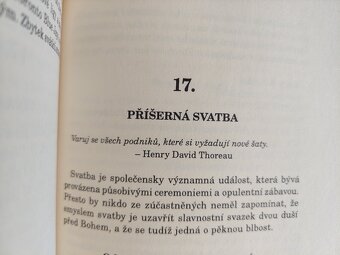 17.
PŘÍŠERNÁ SVATBA
Varuj se všech podniků, které si vyžadují nové šaty.
– Henry David Thoreau
Svatba je společensky významná událost, která bývá
provázena působivými ceremoniemi a opulentní zábavou.
Přesto by nikdo ze zúčastněných neměl zapomínat, že
smyslem svatby je uzavřít slavnostní svazek dvou duší
před Bohem, a že se tudíž jedná o pěknou blbost.